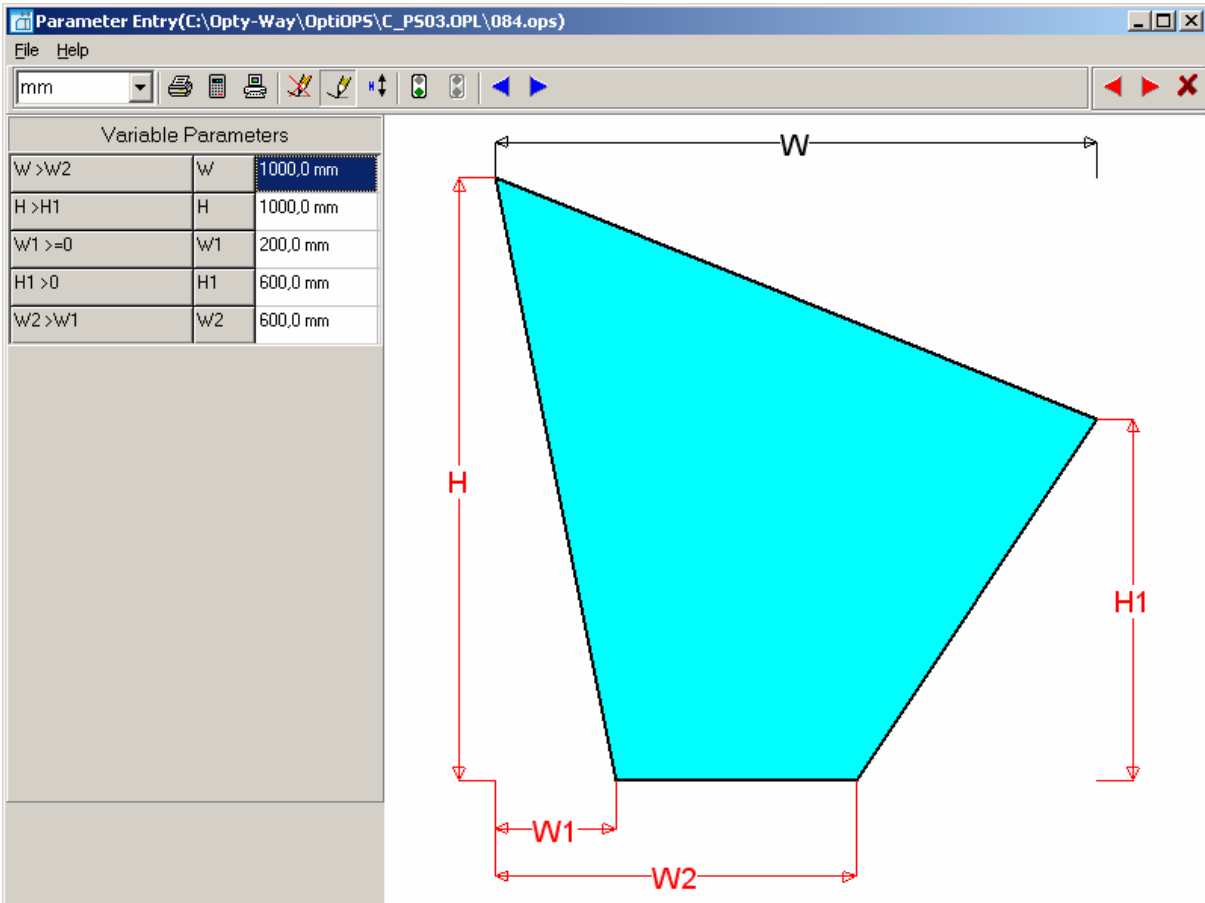 Parameter Entry(C:\Opty-Way\OptiOPS\C_PS03.OPL\084.ops)
File Help
mm
H
Variable Parameters
W >W2 W 1000,0 mm
H >H1 H 1000,0 mm
W1 >=0 W1 200,0 mm
H1 >0 H1 600,0 mm
W2 >W1 W2 600,0 mm
W
H
H1
W1
W2